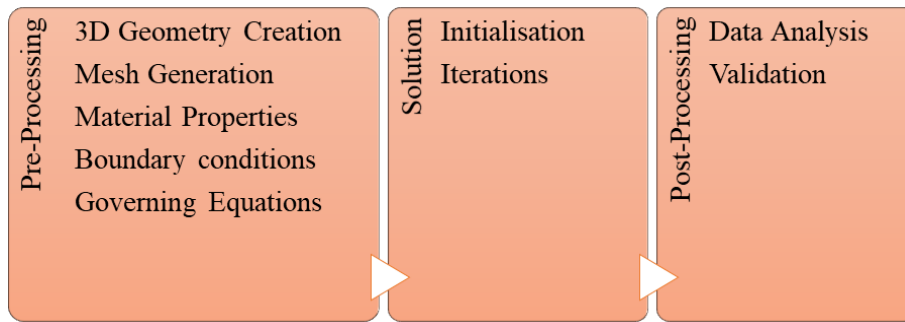 Pre-Processing
3D Geometry Creation
Mesh Generation
Material Properties
Boundary conditions
Governing Equations
Solution
Initialisation
Iterations
Post-Processing
Data Analysis
Validation